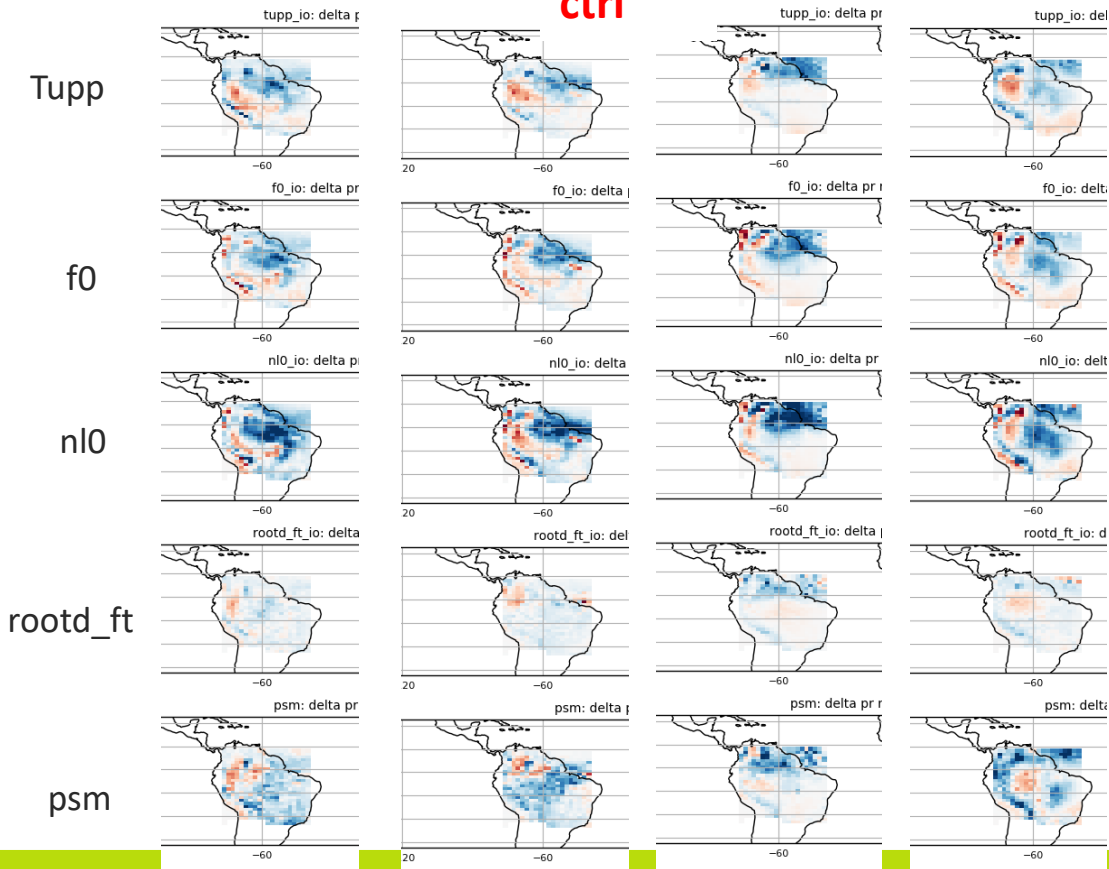 ctrl
tupp_io: delta p
tupp_io: delta pr
tupp_io: del
Tupp
-60
20 -60
-60
-60
f0_io: delta pr
f0_io: delta p
f0_io: delta pr r
f0_io: delta
f0
-60
20 -60
-60
-60
nl0_io: delta pr
nl0_io: delta
nl0_io: delta pr
nl0_io: delt
nl0
-60
20 -60
-60
-60
rootd_ft_io: delta
rootd_ft_io: del
rootd_ft_io: delta p
rootd_ft_io: d
rootd_ft
-60
20 -60
-60
-60
psm: delta pr
psm: delta p
psm: delta pr r
psm: delta
psm
-60
20 -60
-60
-60